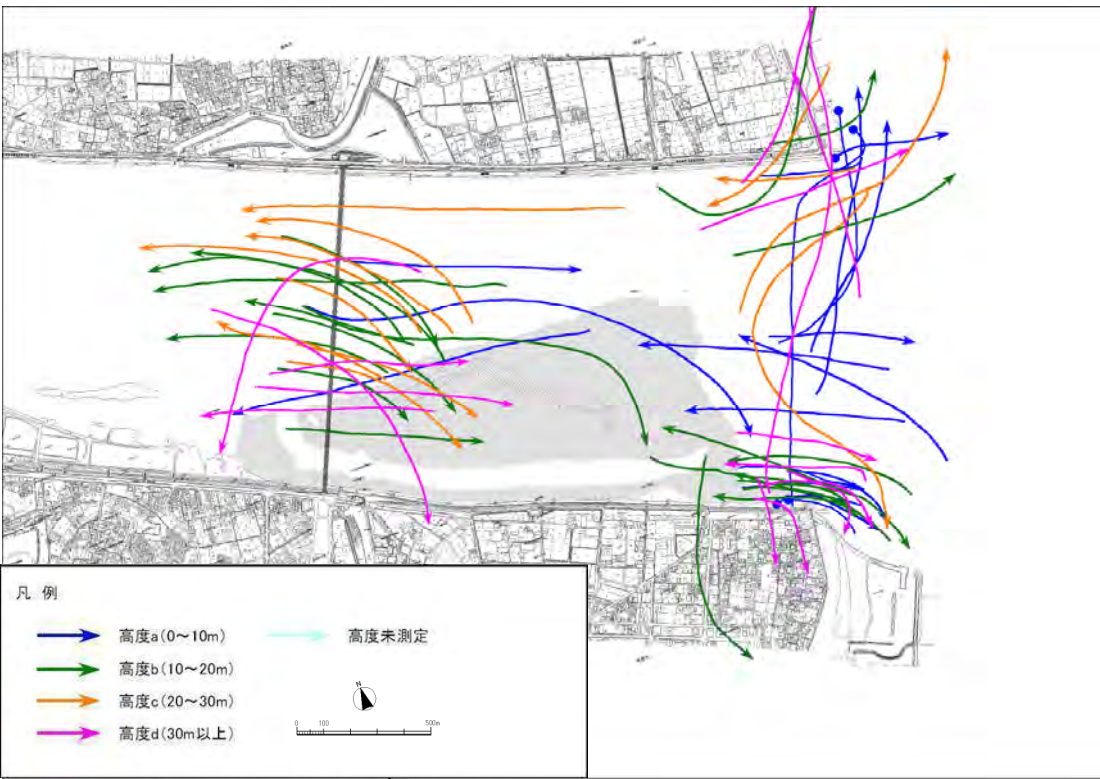 凡 例
高度a(0～10m)
高度未測定
高度b(10～20m)
高度c(20～30m)
高度d(30m以上)
N
0 100 500m